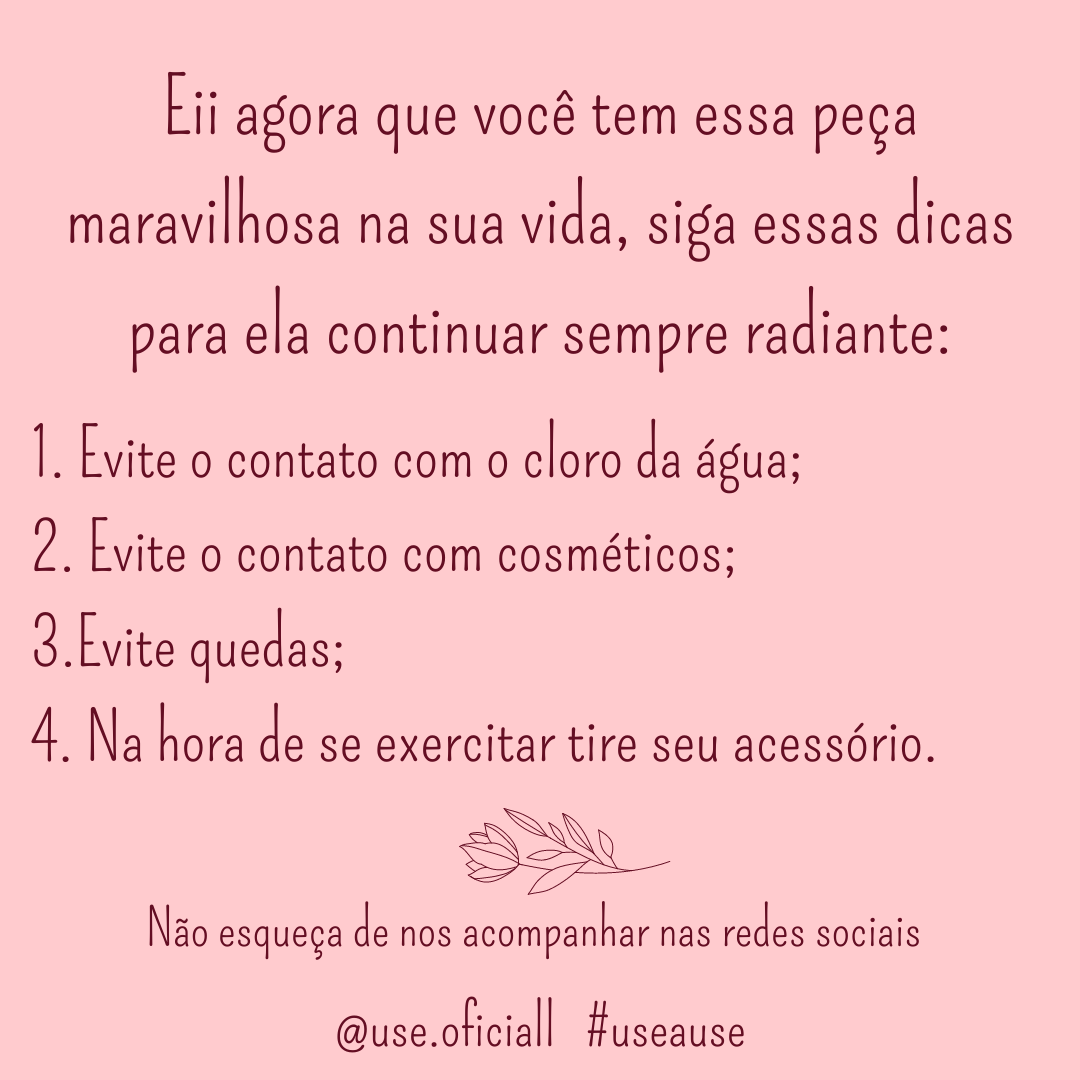 Eii agora que você tem essa peça
maravilhosa na sua vida, siga essas dicas
para ela continuar sempre radiante:
1. Evite o contato com o cloro da água;
2. Evite o contato com cosméticos;
3.Evite quedas;
4. Na hora de se exercitar tire seu acessório.
Não esqueça de nos acompanhar nas redes sociais
@use.oficiall #useause